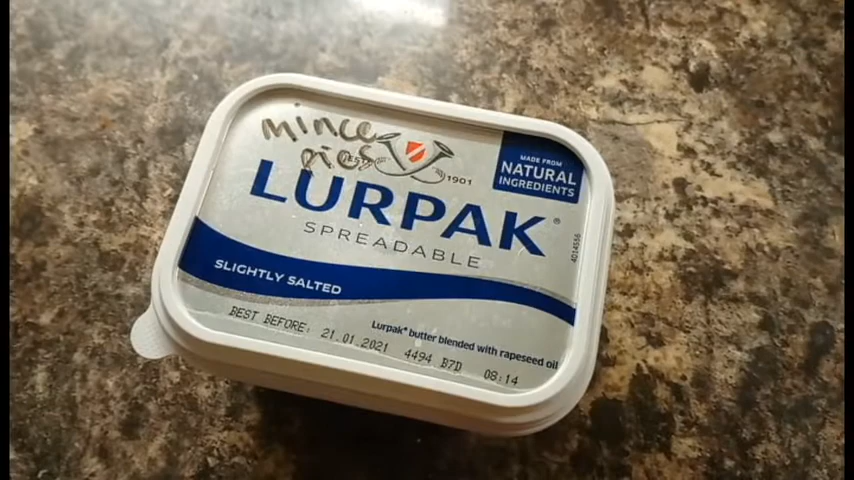 mince
pies
EST.
1901
MADE FROM
NATURAL
INGREDIENTS
LURPAK®
SPREADABLE
4014556
SLIGHTLY SALTED
Lurpak® butter blended with rapeseed oil
BEST BEFORE: 21.01.2021 4494 B7D 08:14